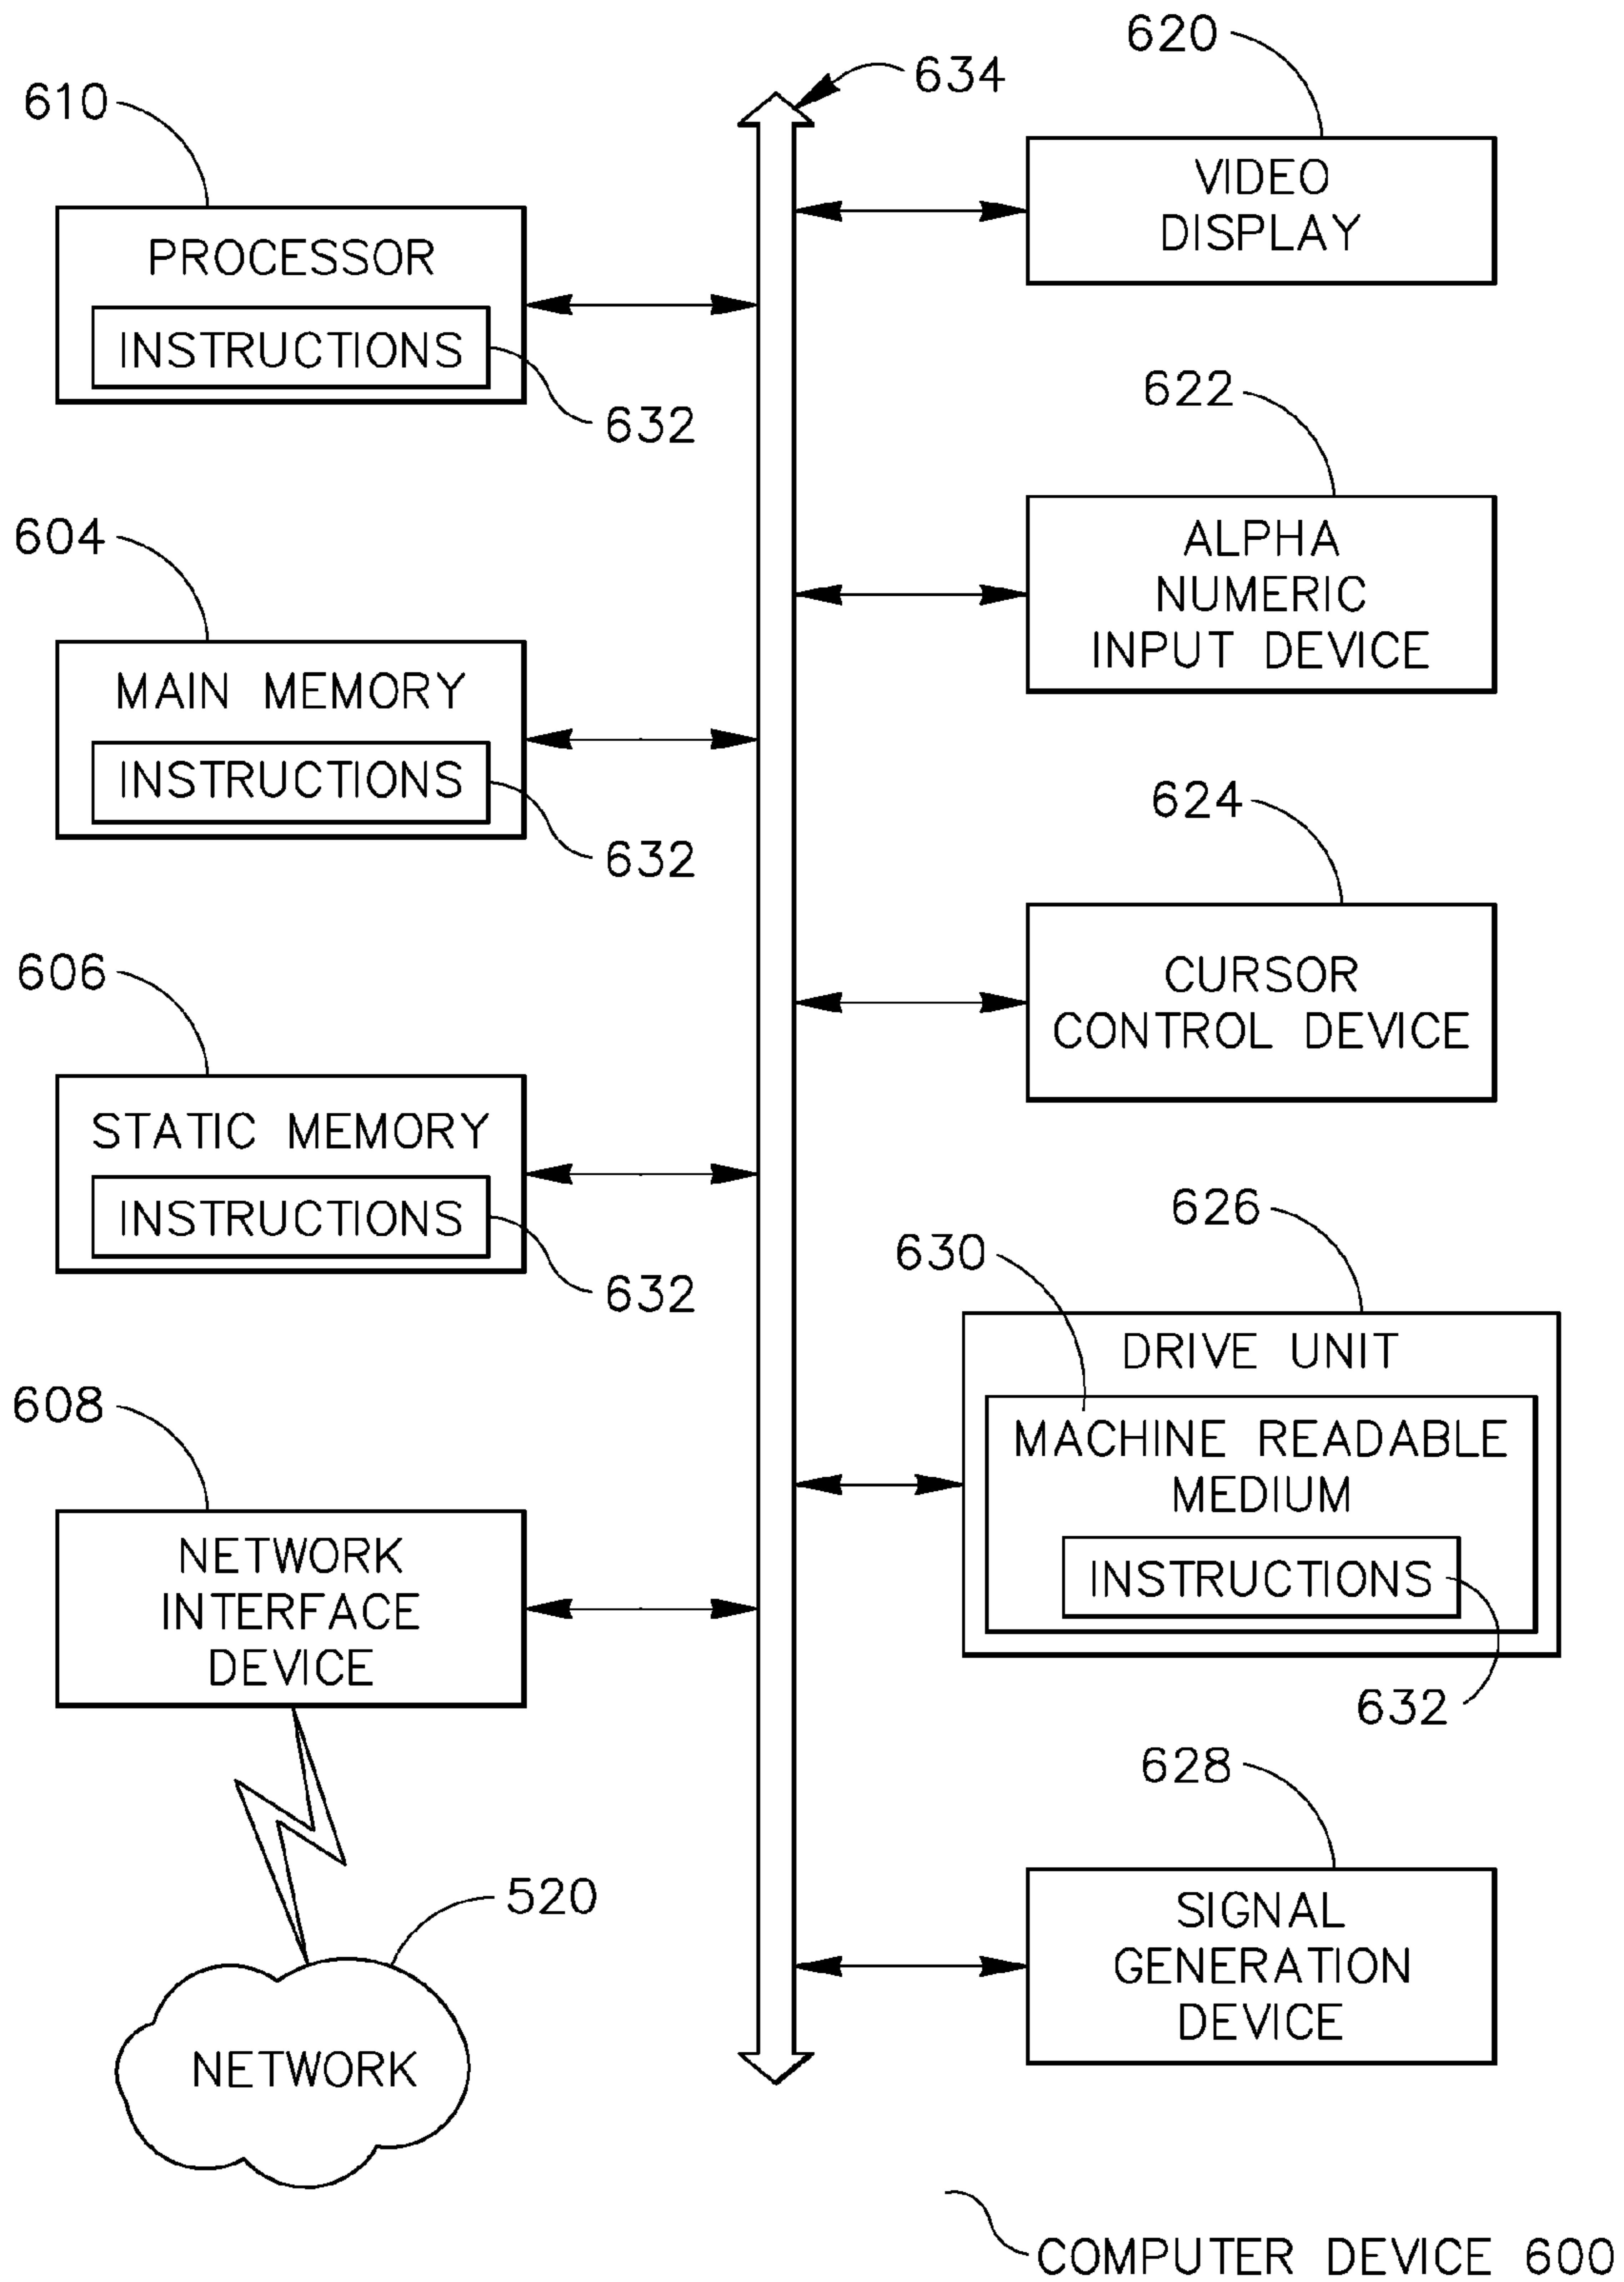 610
PROCESSOR
INSTRUCTIONS
632
604
MAIN MEMORY
INSTRUCTIONS
632
606
STATIC MEMORY
INSTRUCTIONS
632
608
NETWORK
INTERFACE
DEVICE
520
NETWORK
634
620
VIDEO
DISPLAY
622
ALPHA
NUMERIC
INPUT DEVICE
624
CURSOR
CONTROL DEVICE
626
630
DRIVE UNIT
MACHINE READABLE
MEDIUM
INSTRUCTIONS
632
628
SIGNAL
GENERATION
DEVICE
COMPUTER DEVICE 600